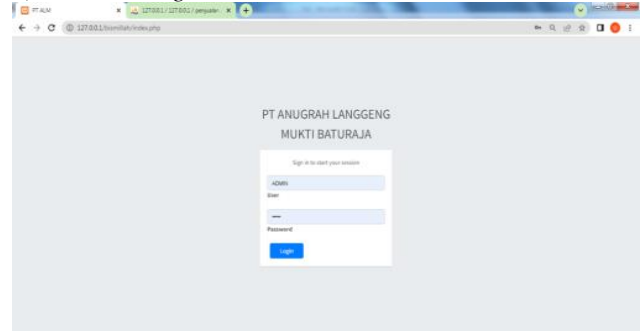 PT ALM
127.0.0.1 / 127.0.0.1 / penjualan
127.0.0.1/bismillah/index.php
PT ANUGRAH LANGGENG
MUKTI BATURAJA
Sign in to start your session
ADMIN
User
•••••
Password
Login